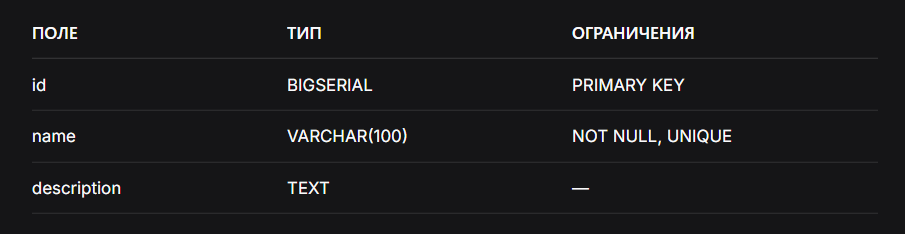 ПОЛЕ ТИП ОГРАНИЧЕНИЯ
id BIGSERIAL PRIMARY KEY
name VARCHAR(100) NOT NULL, UNIQUE
description TEXT —